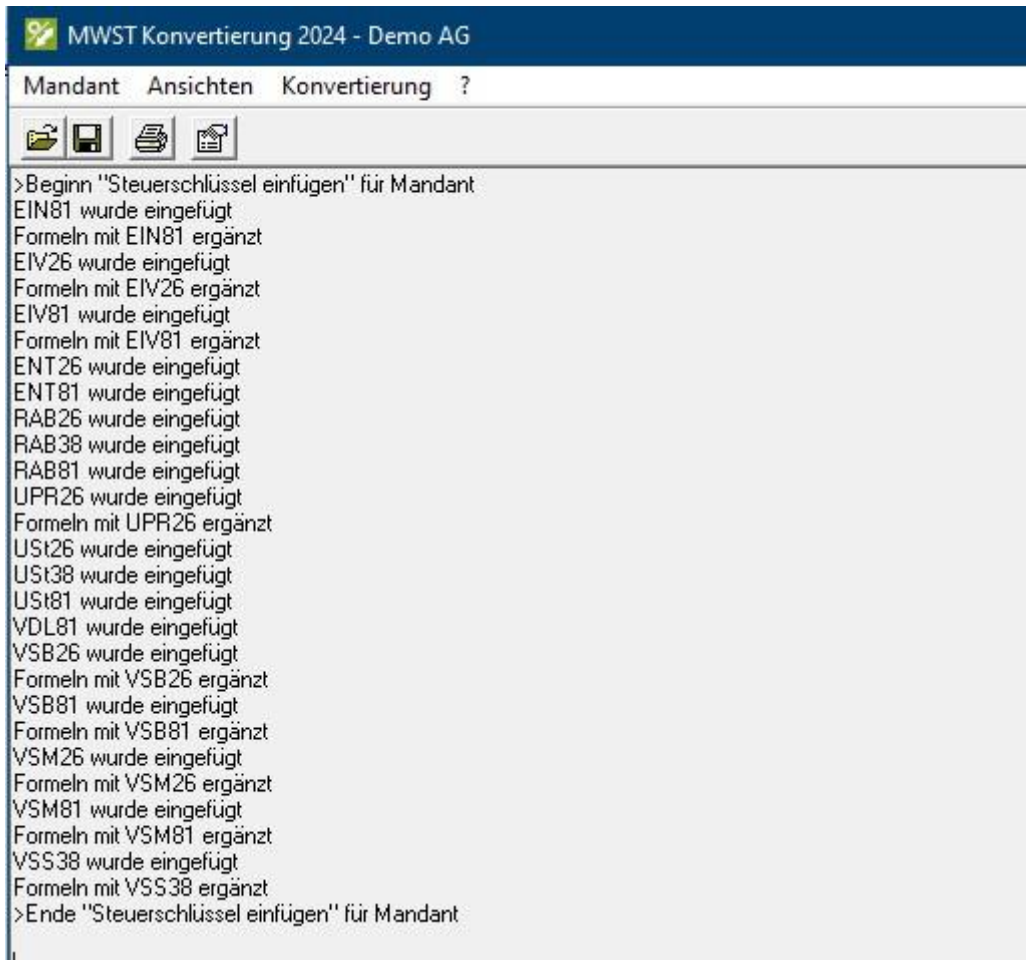 MWST Konvertierung 2024 - Demo AG
Mandant Ansichten Konvertierung ?
>Beginn "Steuerschlüssel einfügen" für Mandant
EIN81 wurde eingefügt
Formeln mit EIN81 ergänzt
EIV26 wurde eingefügt
Formeln mit EIV26 ergänzt
EIV81 wurde eingefügt
Formeln mit EIV81 ergänzt
ENT26 wurde eingefügt
ENT81 wurde eingefügt
RAB26 wurde eingefügt
RAB38 wurde eingefügt
RAB81 wurde eingefügt
UPR26 wurde eingefügt
Formeln mit UPR26 ergänzt
USt26 wurde eingefügt
USt38 wurde eingefügt
USt81 wurde eingefügt
VDL81 wurde eingefügt
VSB26 wurde eingefügt
Formeln mit VSB26 ergänzt
VSB81 wurde eingefügt
Formeln mit VSB81 ergänzt
VSM26 wurde eingefügt
Formeln mit VSM26 ergänzt
VSM81 wurde eingefügt
Formeln mit VSM81 ergänzt
VSS38 wurde eingefügt
Formeln mit VSS38 ergänzt
>Ende "Steuerschlüssel einfügen" für Mandant